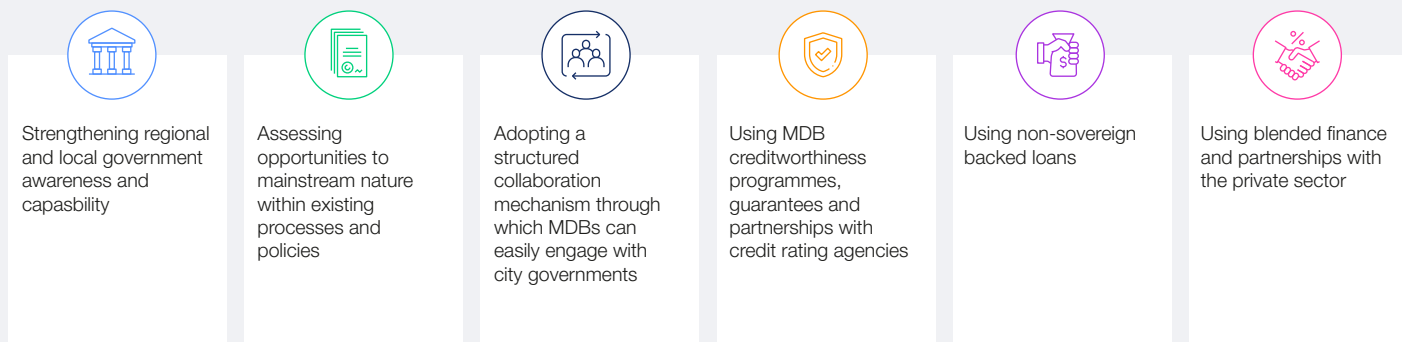 Strengthening regional
and local government
awareness and
capasbility
Assessing
opportunities to
mainstream nature
within existing
processes and
policies
Adopting a
structured
collaboration
mechanism through
which MDBs can
easily engage with
city governments
Using MDB
creditworthiness
programmes,
guarantees and
partnerships with
credit rating agencies
Using non-sovereign
backed loans
Using blended finance
and partnerships with
the private sector